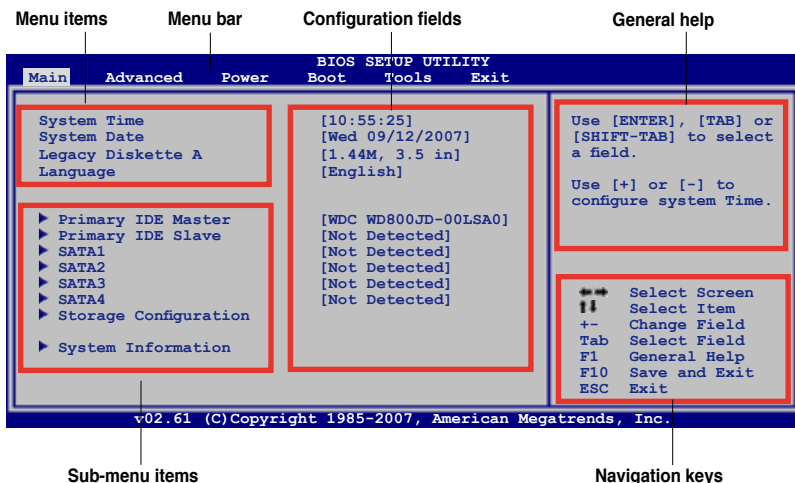 Menu items Menu bar Configuration fields General help
BIOS SETUP UTILITY
Main Advanced Power Boot Tools Exit
System Time [10:55:25]
System Date [Wed 09/12/2007]
Legacy Diskette A [1.44M, 3.5 in]
Language [English]
Primary IDE Master [WDC WD800JD-00LSA0]
Primary IDE Slave [Not Detected]
SATA1 [Not Detected]
SATA2 [Not Detected]
SATA3 [Not Detected]
SATA4 [Not Detected]
Storage Configuration
System Information
Use [ENTER], [TAB] or
[SHIFT-TAB] to select
a field.
Use [+] or [-] to
configure system Time.
Select Screen
Select Item
+- Change Field
Tab Select Field
F1 General Help
F10 Save and Exit
ESC Exit
v02.61 (C)Copyright 1985-2007, American Megatrends, Inc.
Sub-menu items Navigation keys